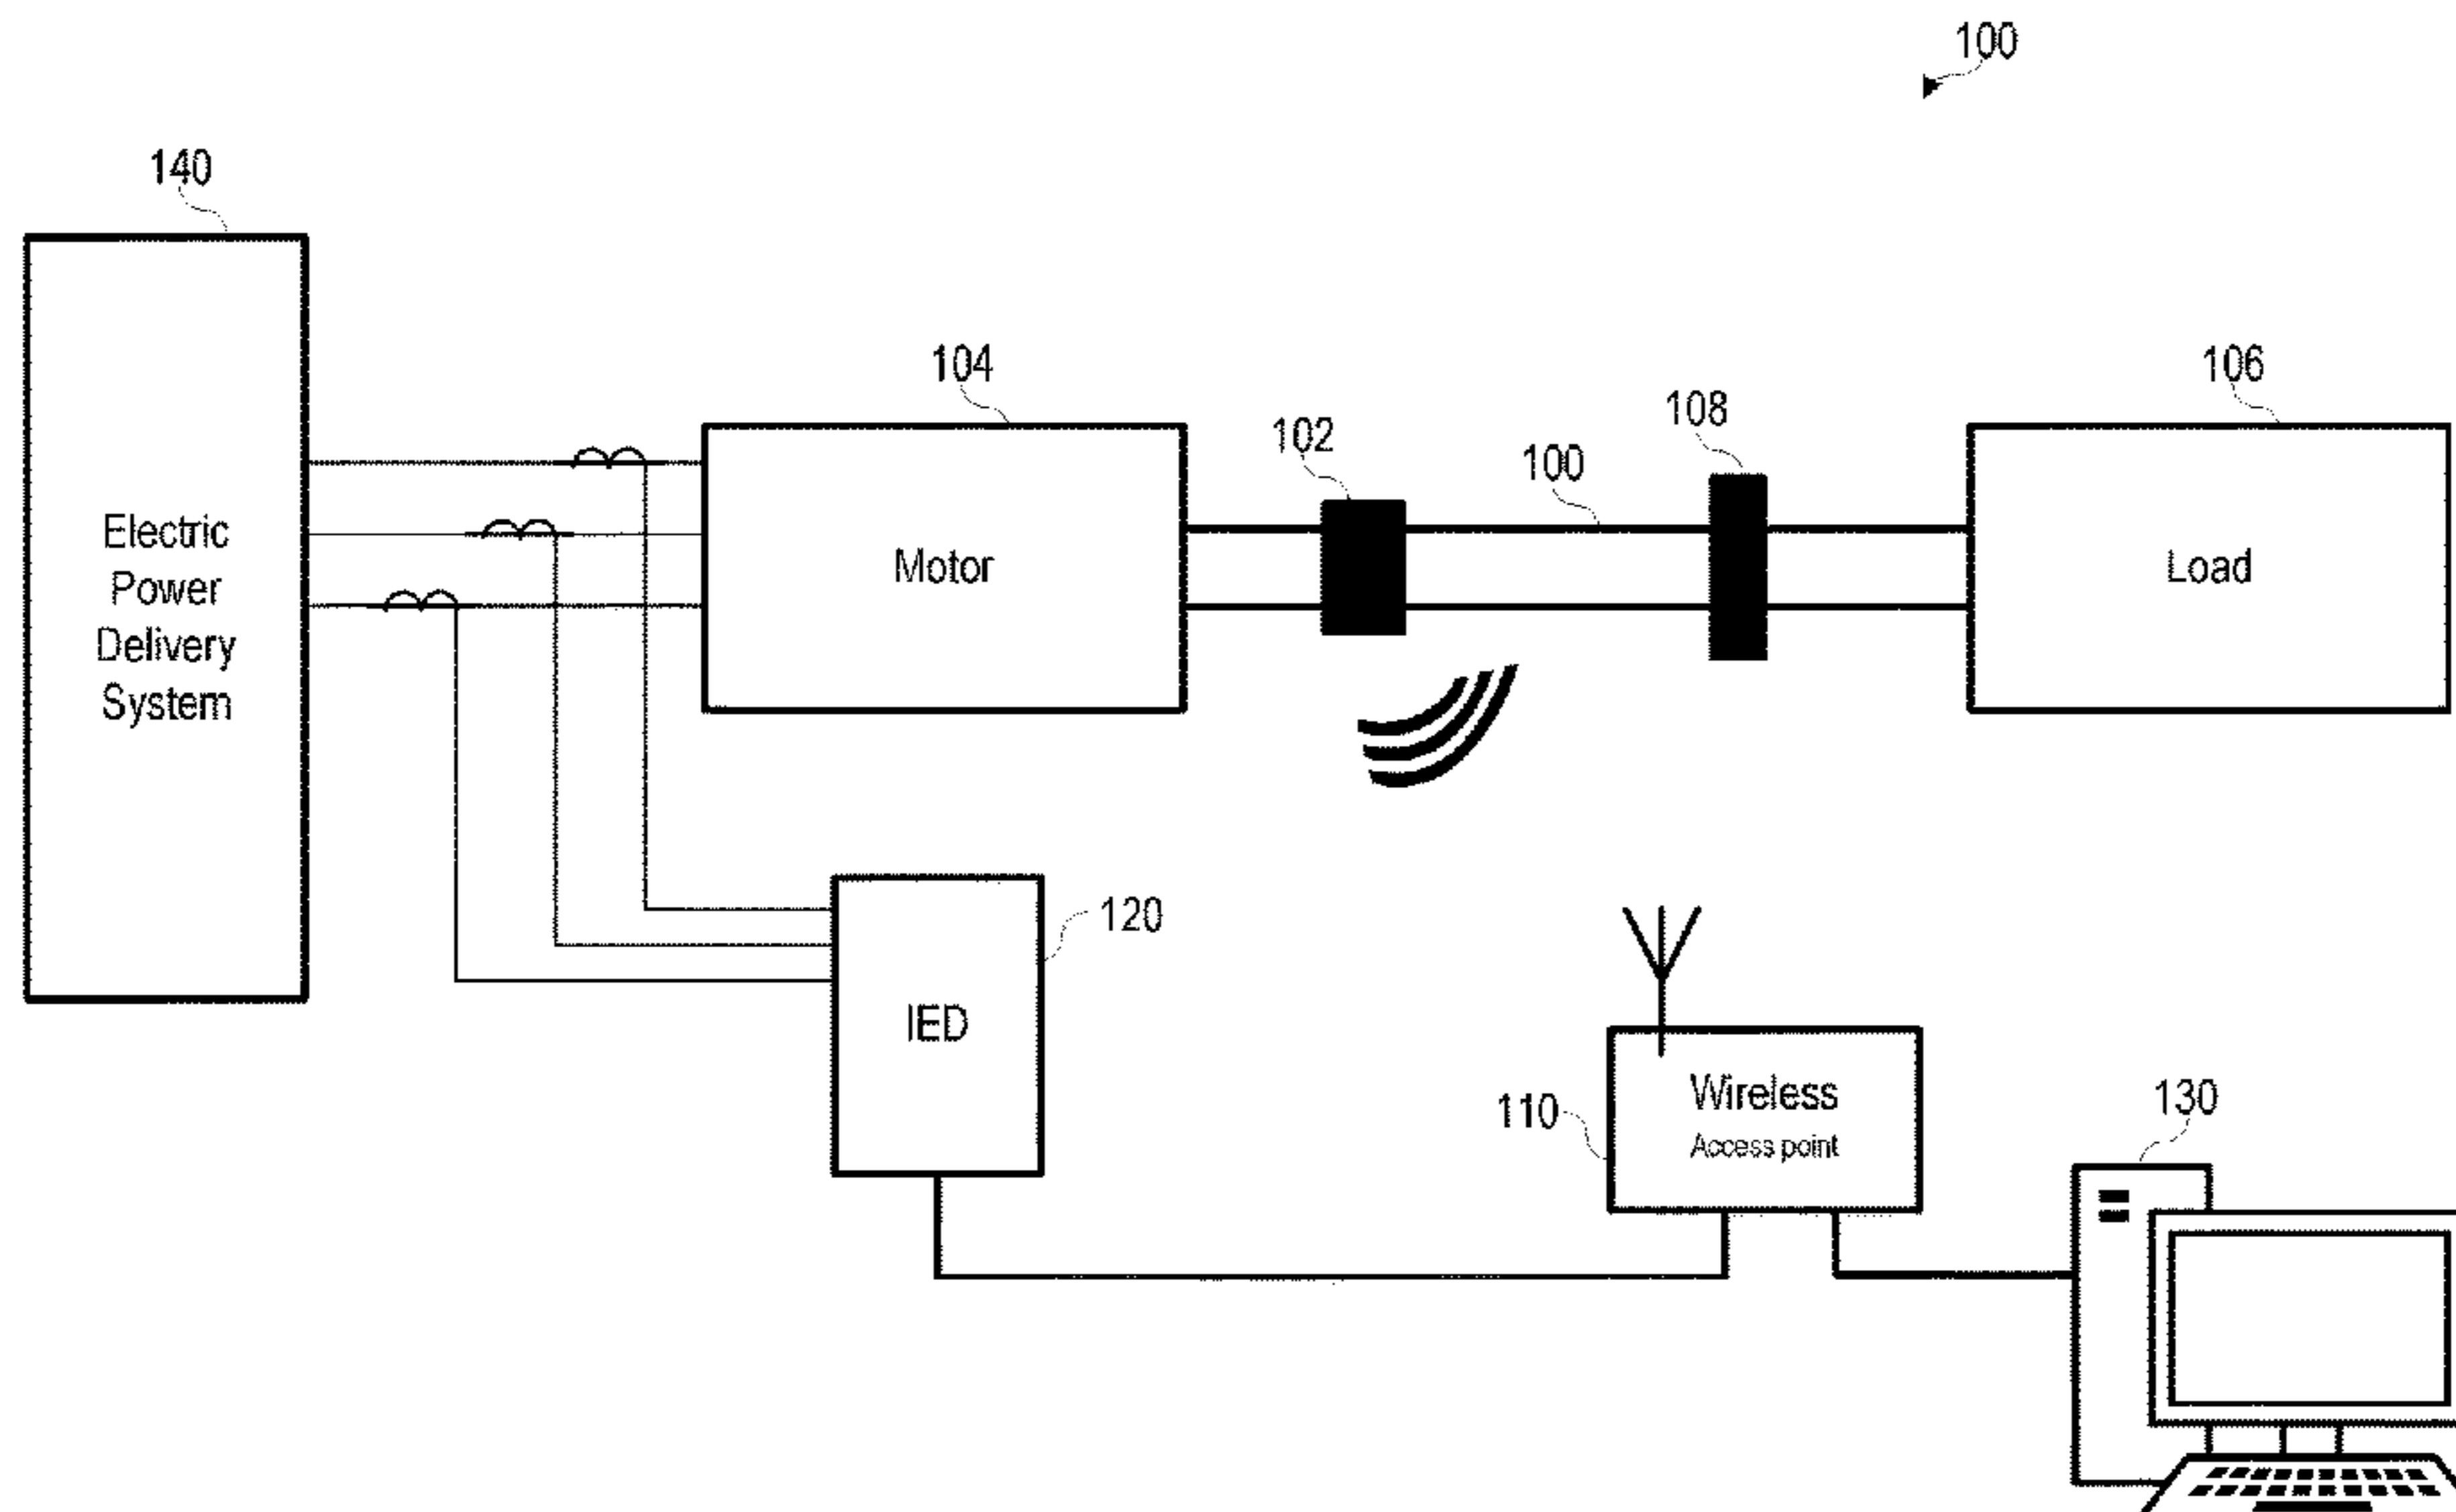 100
140
104
106
108
102
100
Electric
Power
Delivery
System
Motor
Load
120
IED
110
Wireless
Access point
130